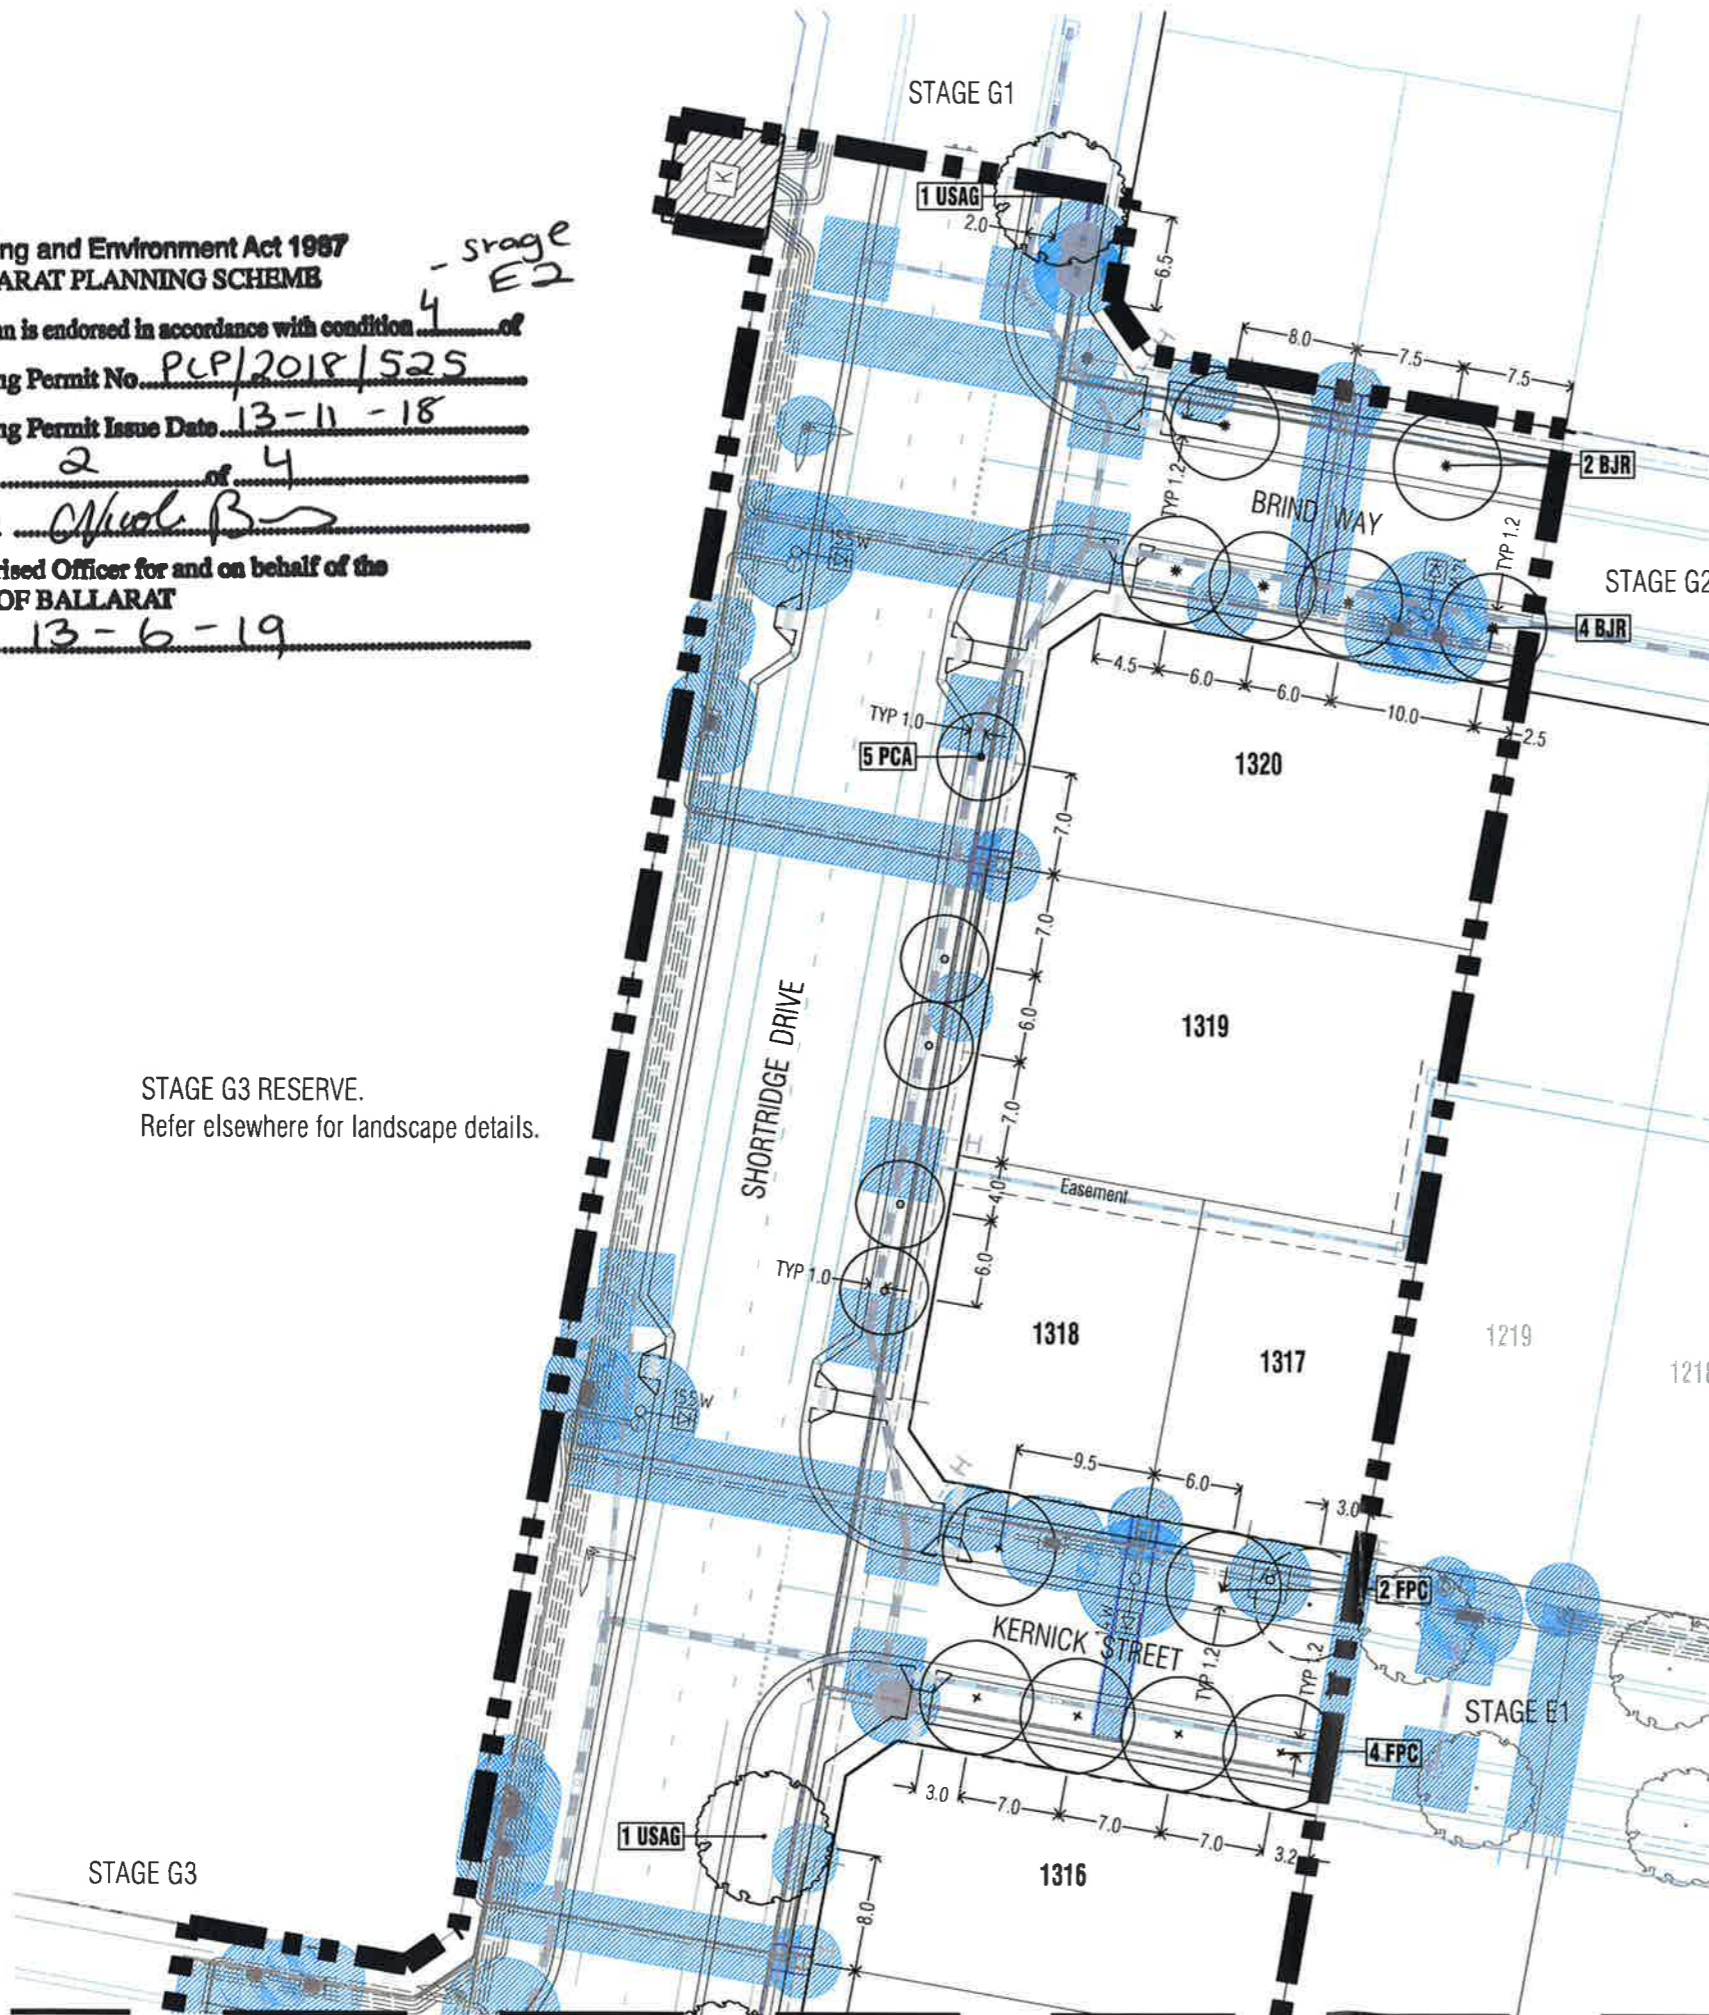 ng and Environment Act 1987
ARAT PLANNING SCHEME
- stage
E2
n is endorsed in accordance with condition 4 of
ng Permit No. PLP/2018/525
ng Permit Issue Date 13-11-18
2 of 4
ised Officer for and on behalf of the
OF BALLARAT
13-6-19
STAGE G1
K
1 USAG
2.0
6.5
8.0
7.5
7.5
2 BJR
TYP 1.2
BRIND WAY
TYP 1.2
STAGE G2
4 BJR
4.5
6.0
6.0
10.0
2.5
TYP 1.0
5 PCA
1320
7.0
7.0
6.0
1319
SHORTRIDGE DRIVE
STAGE G3 RESERVE.
Refer elsewhere for landscape details.
7.0
H
4.0
Easement
6.0
TYP 1.0
1318
1317
1219
1218
155W
H
9.5
6.0
3.0
2 FPC
KERNICK STREET
TYP 1.2
TYP 1.2
STAGE E1
4 FPC
3.0
7.0
7.0
7.0
3.2
1 USAG
1316
STAGE G3
8.0